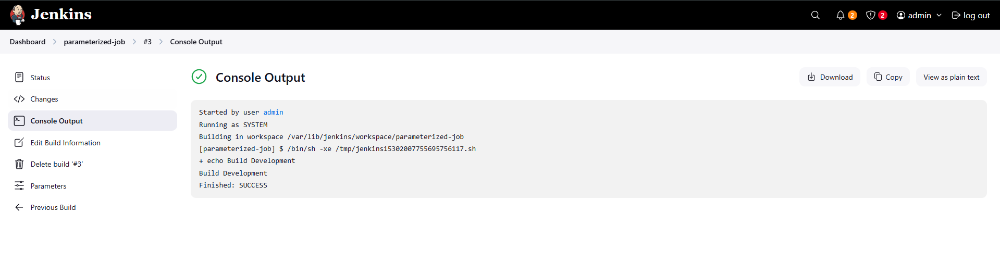 Jenkins
2
2
admin
log out
Dashboard > parameterized-job > #3 > Console Output
Status
Changes
Console Output
Edit Build Information
Delete build ‘#3’
Parameters
Previous Build
Console Output
Download
Copy
View as plain text
Started by user admin
Running as SYSTEM
Building in workspace /var/lib/jenkins/workspace/parameterized-job
[parameterized-job] $ /bin/sh -xe /tmp/jenkins15302007755695756117.sh
+ echo Build Development
Build Development
Finished: SUCCESS